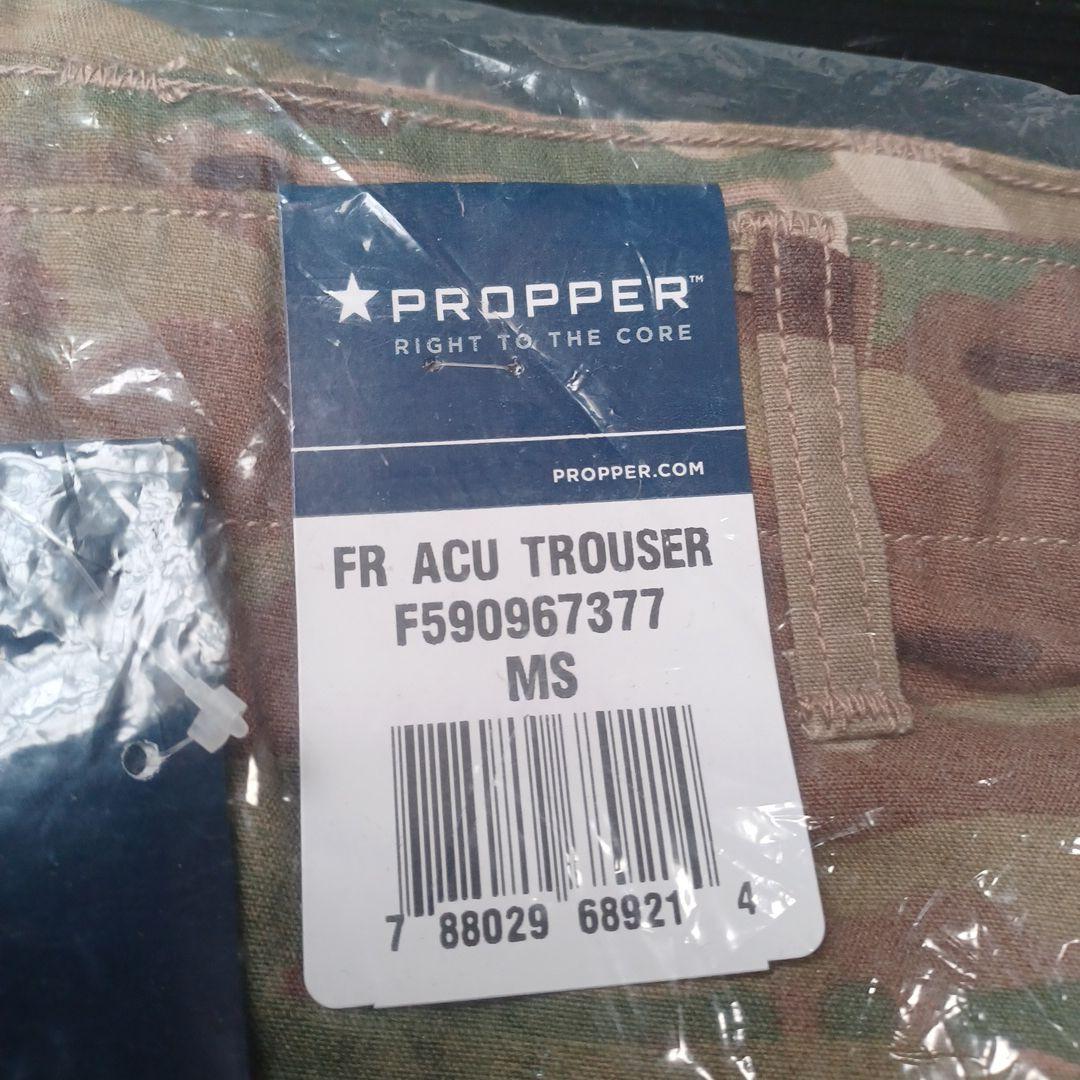 PROPPER™
RIGHT TO THE CORE
PROPPER.COM
FR ACU TROUSER
F590967377
MS
7 88029 68921 4